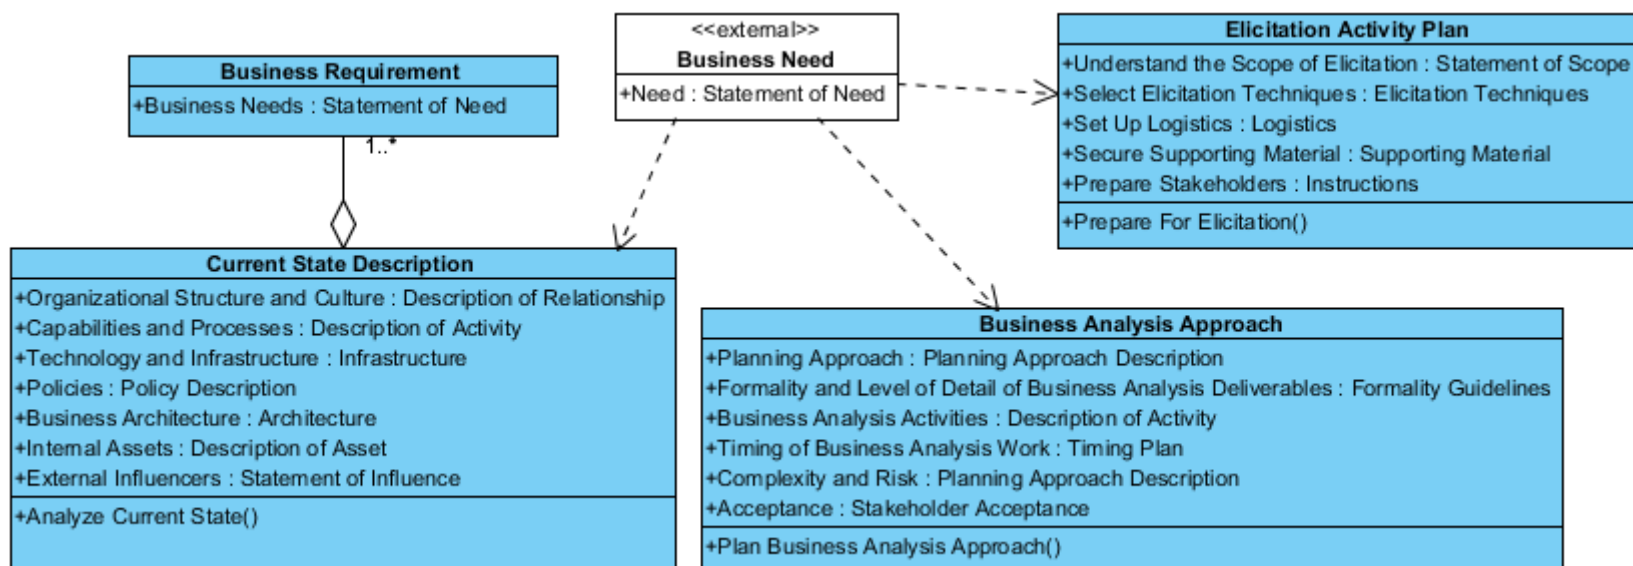 Business Requirement
+Business Needs : Statement of Need
1..*
<<external>>
Business Need
+Need : Statement of Need
Elicitation Activity Plan
+Understand the Scope of Elicitation : Statement of Scope
+Select Elicitation Techniques : Elicitation Techniques
+Set Up Logistics : Logistics
+Secure Supporting Material : Supporting Material
+Prepare Stakeholders : Instructions
+Prepare For Elicitation()
Current State Description
+Organizational Structure and Culture : Description of Relationship
+Capabilities and Processes : Description of Activity
+Technology and Infrastructure : Infrastructure
+Policies : Policy Description
+Business Architecture : Architecture
+Internal Assets : Description of Asset
+External Influencers : Statement of Influence
+Analyze Current State()
Business Analysis Approach
+Planning Approach : Planning Approach Description
+Formality and Level of Detail of Business Analysis Deliverables : Formality Guidelines
+Business Analysis Activities : Description of Activity
+Timing of Business Analysis Work : Timing Plan
+Complexity and Risk : Planning Approach Description
+Acceptance : Stakeholder Acceptance
+Plan Business Analysis Approach()